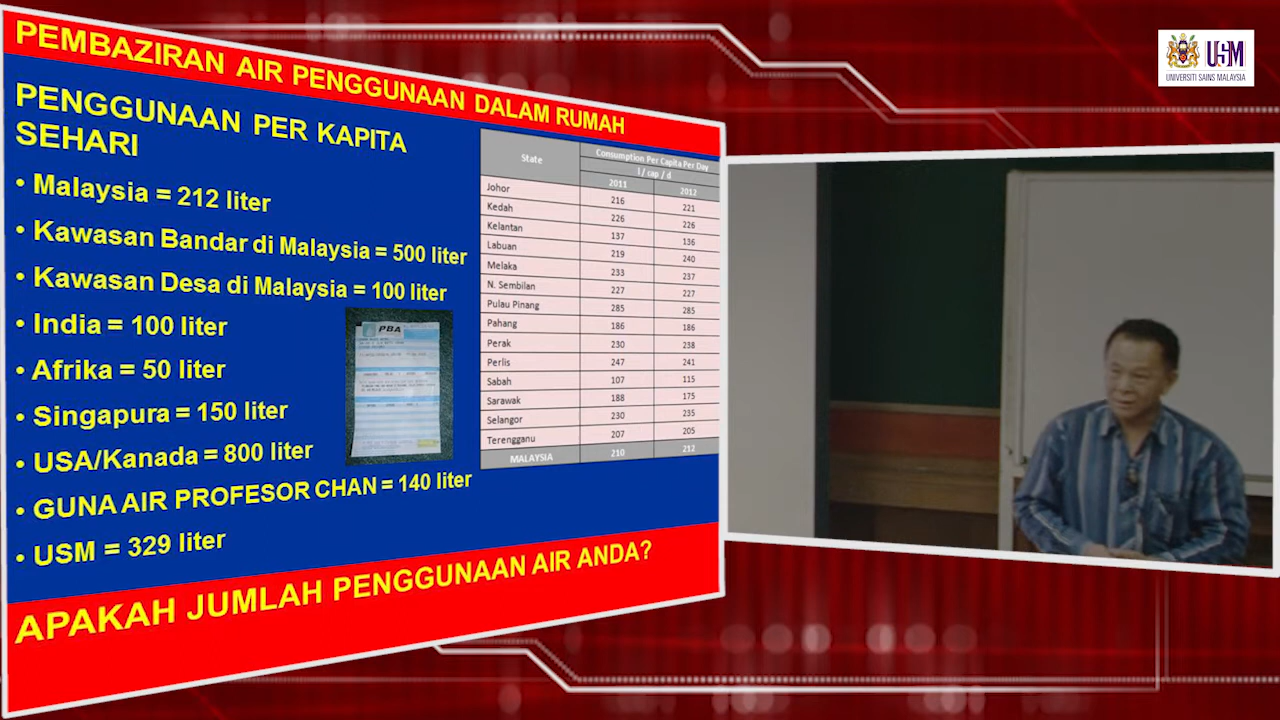 PEMBAZIRAN AIR PENGGUNAAN DALAM RUMAH
PENGGUNAAN PER KAPITA
SEHARI
• Malaysia = 212 liter
• Kawasan Bandar di Malaysia = 500 liter
• Kawasan Desa di Malaysia = 100 liter
• India = 100 liter
• Afrika = 50 liter
• Singapura = 150 liter
• USA/Kanada = 800 liter
• GUNA AIR PROFESOR CHAN = 140 liter
• USM = 329 liter
PBA
State
Consumption Per Capita Per Day
l / cap / d
2011 2012
Johor 216 221
Kedah 226 226
Kelantan 137 136
Labuan 219 240
Melaka 233 237
N. Sembilan 227 227
Pulau Pinang 285 285
Pahang 186 186
Perak 230 238
Perlis 247 241
Sabah 107 115
Sarawak 188 175
Selangor 230 235
Terengganu 207 205
MALAYSIA 210 212
APAKAH JUMLAH PENGGUNAAN AIR ANDA?
USM
UNIVERSITI SAINS MALAYSIA